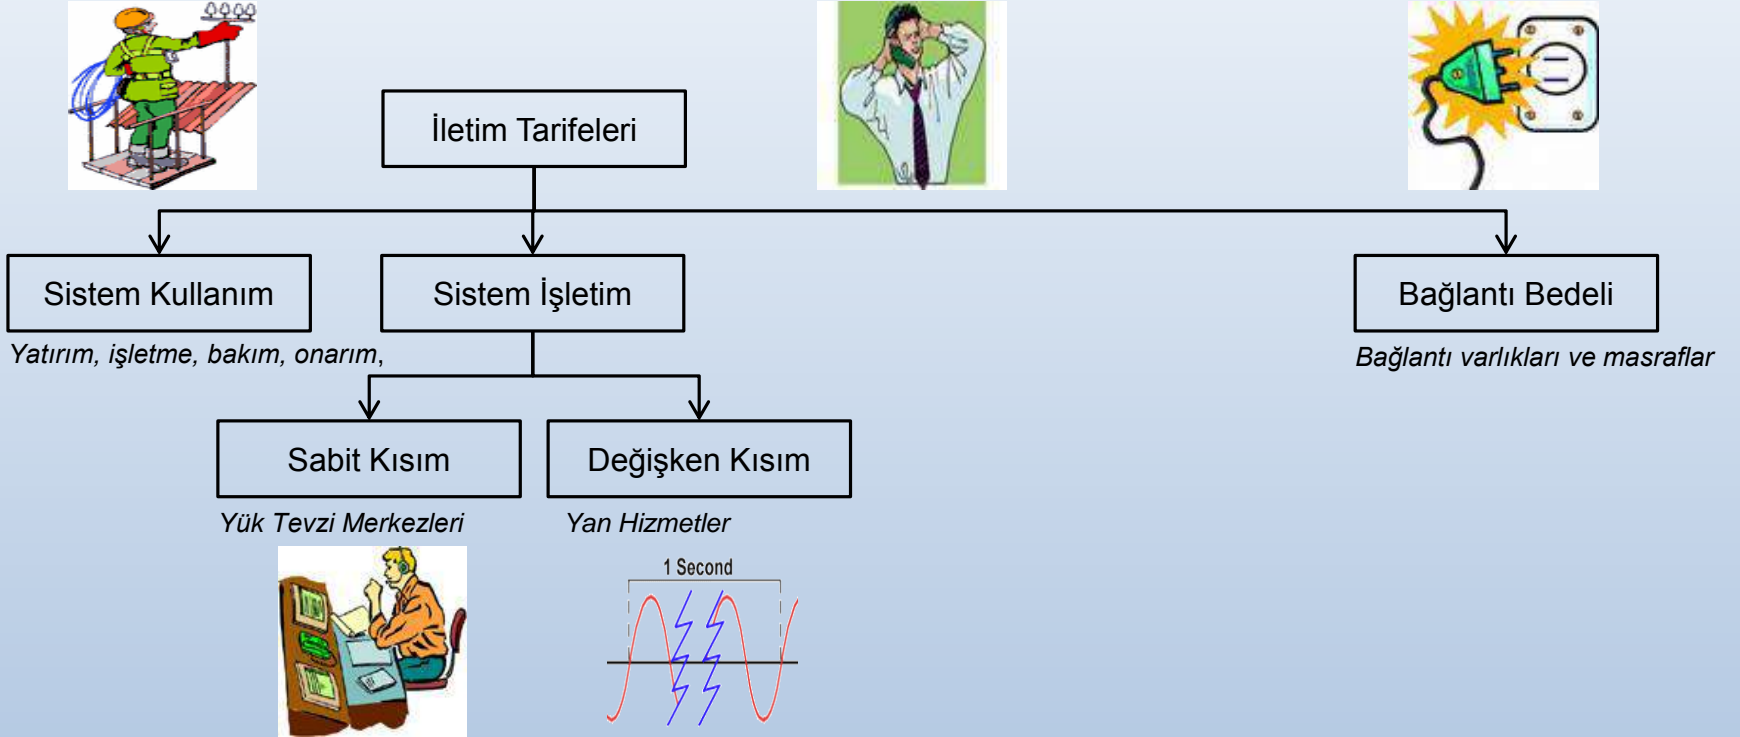 İletim Tarifeleri
Sistem Kullanım
Sistem İşletim
Bağlantı Bedeli
Yatırım, işletme, bakım, onarım,
Bağlantı varlıkları ve masraflar
Sabit Kısım
Değişken Kısım
Yük Tevzi Merkezleri
Yan Hizmetler
1 Second